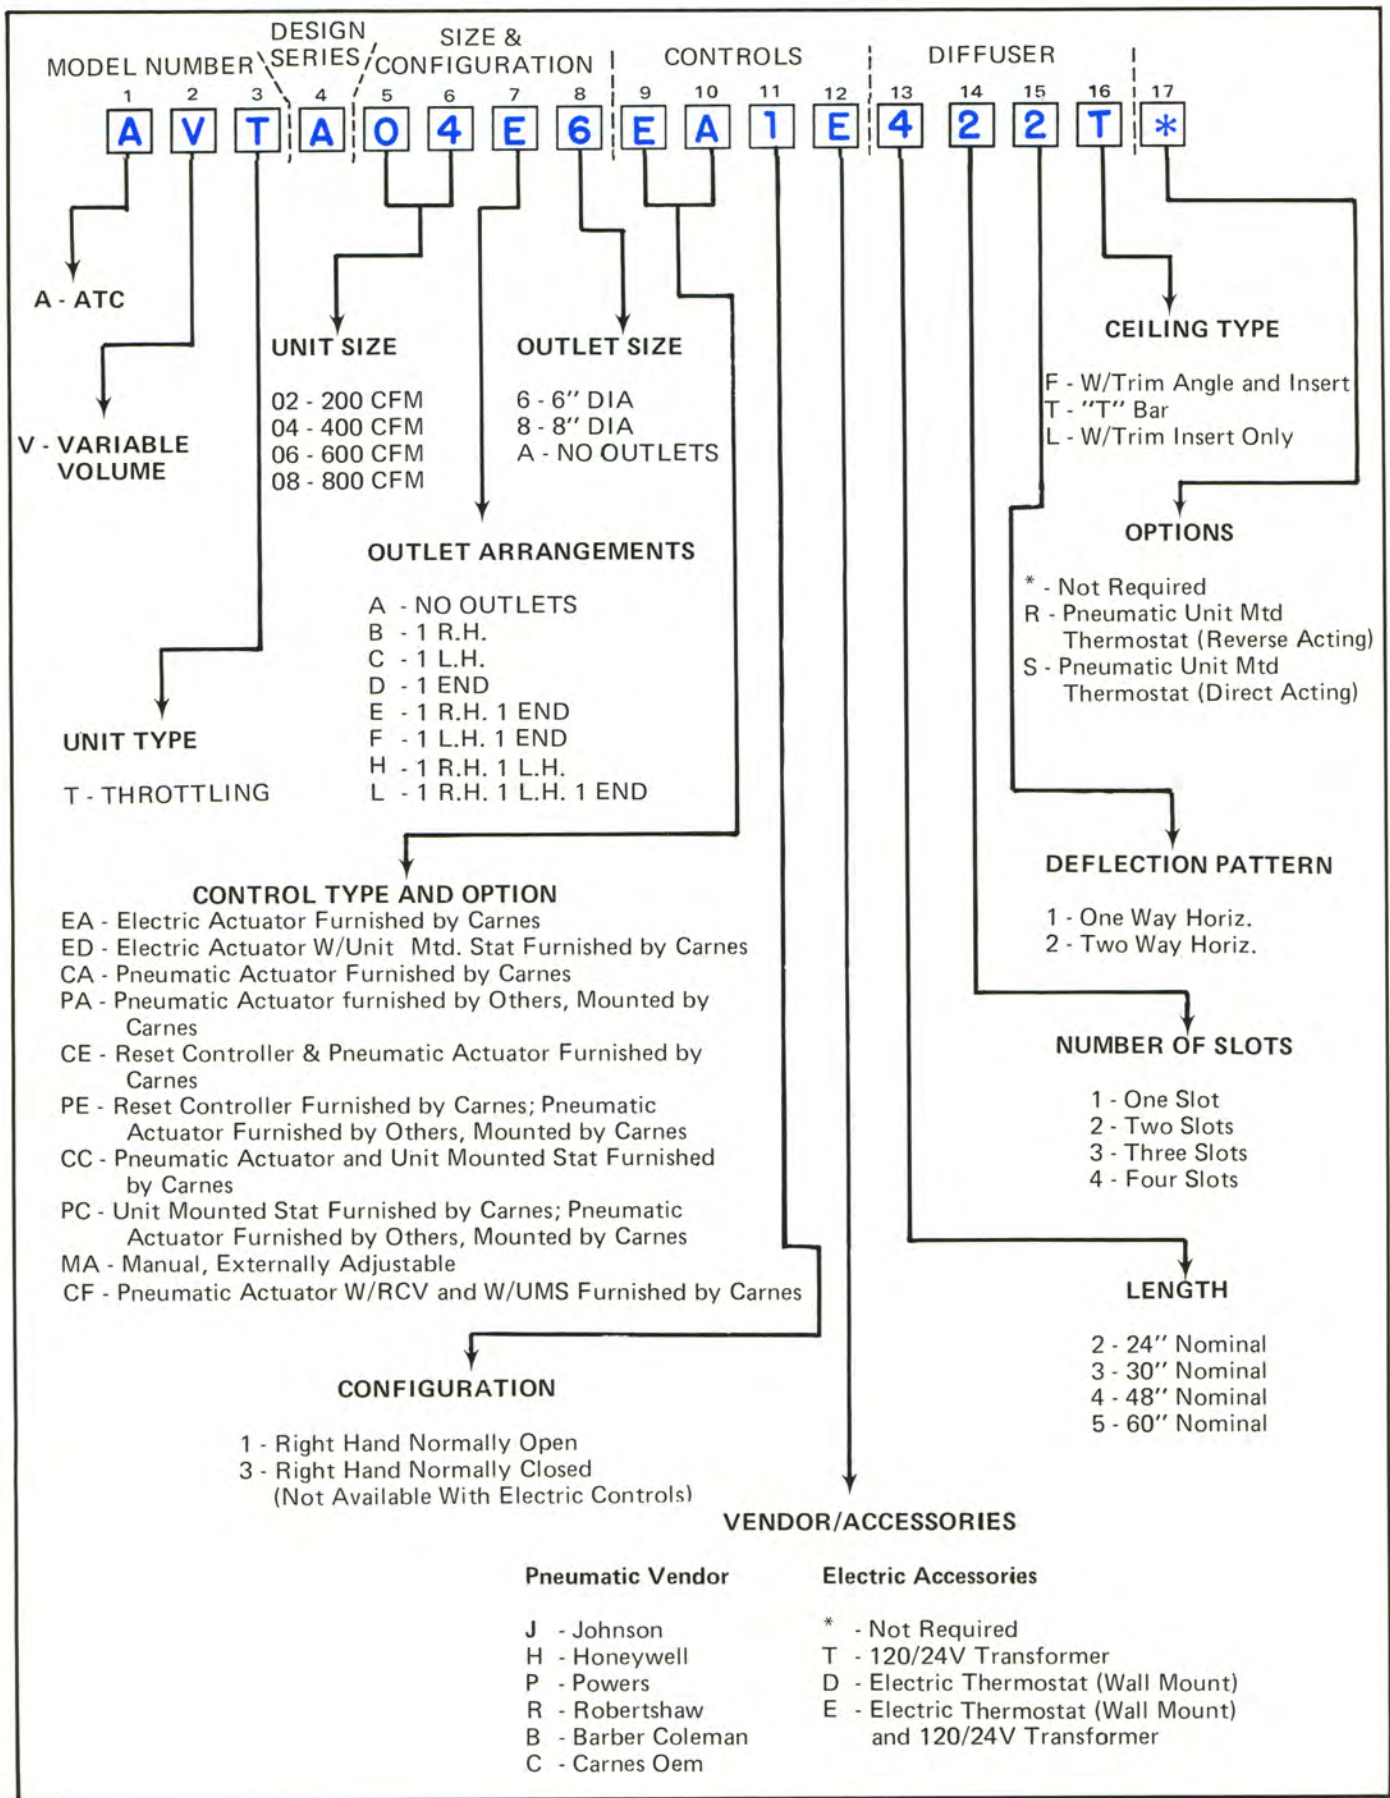 DESIGN
SERIES
SIZE &
CONFIGURATION
MODEL NUMBER
CONTROLS
DIFFUSER
1 2 3 4 5 6 7 8 9 10 11 12 13 14 15 16 17
A V T A 0 4 E 6 E A 1 E 4 2 2 T *
A - ATC
V - VARIABLE
VOLUME
UNIT TYPE
T - THROTTLING
UNIT SIZE
02 - 200 CFM
04 - 400 CFM
06 - 600 CFM
08 - 800 CFM
OUTLET SIZE
6 - 6" DIA
8 - 8" DIA
A - NO OUTLETS
OUTLET ARRANGEMENTS
A - NO OUTLETS
B - 1 R.H.
C - 1 L.H.
D - 1 END
E - 1 R.H. 1 END
F - 1 L.H. 1 END
H - 1 R.H. 1 L.H.
L - 1 R.H. 1 L.H. 1 END
CONTROL TYPE AND OPTION
EA - Electric Actuator Furnished by Carnes
ED - Electric Actuator W/Unit Mtd. Stat Furnished by Carnes
CA - Pneumatic Actuator Furnished by Carnes
PA - Pneumatic Actuator furnished by Others, Mounted by
Carnes
CE - Reset Controller & Pneumatic Actuator Furnished by
Carnes
PE - Reset Controller Furnished by Carnes; Pneumatic
Actuator Furnished by Others, Mounted by Carnes
CC - Pneumatic Actuator and Unit Mounted Stat Furnished
by Carnes
PC - Unit Mounted Stat Furnished by Carnes; Pneumatic
Actuator Furnished by Others, Mounted by Carnes
MA - Manual, Externally Adjustable
CF - Pneumatic Actuator W/RCV and W/UMS Furnished by Carnes
CONFIGURATION
1 - Right Hand Normally Open
3 - Right Hand Normally Closed
(Not Available With Electric Controls)
VENDOR/ACCESSORIES
Pneumatic Vendor
J - Johnson
H - Honeywell
P - Powers
R - Robertshaw
B - Barber Coleman
C - Carnes Oem
Electric Accessories
* - Not Required
T - 120/24V Transformer
D - Electric Thermostat (Wall Mount)
E - Electric Thermostat (Wall Mount)
and 120/24V Transformer
CEILING TYPE
F - W/Trim Angle and Insert
T - "T" Bar
L - W/Trim Insert Only
OPTIONS
* - Not Required
R - Pneumatic Unit Mtd
Thermostat (Reverse Acting)
S - Pneumatic Unit Mtd
Thermostat (Direct Acting)
DEFLECTION PATTERN
1 - One Way Horiz.
2 - Two Way Horiz.
NUMBER OF SLOTS
1 - One Slot
2 - Two Slots
3 - Three Slots
4 - Four Slots
LENGTH
2 - 24" Nominal
3 - 30" Nominal
4 - 48" Nominal
5 - 60" Nominal